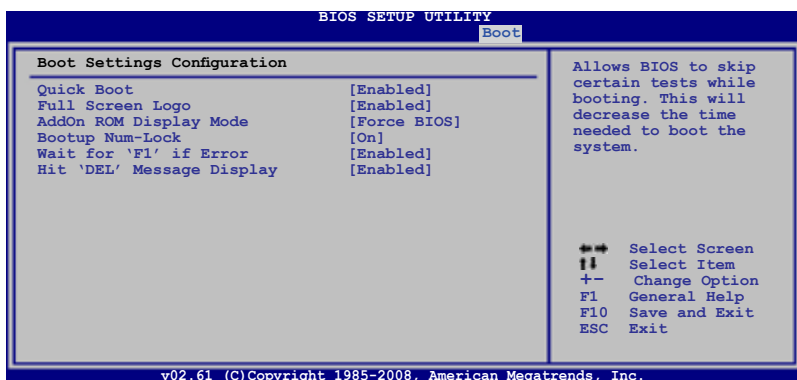 BIOS SETUP UTILITY
Boot
Boot Settings Configuration
Quick Boot [Enabled]
Full Screen Logo [Enabled]
AddOn ROM Display Mode [Force BIOS]
Bootup Num-Lock [On]
Wait for ‘F1’ if Error [Enabled]
Hit ‘DEL’ Message Display [Enabled]
Allows BIOS to skip
certain tests while
booting. This will
decrease the time
needed to boot the
system.
←→ Select Screen
↑↓ Select Item
+- Change Option
F1 General Help
F10 Save and Exit
ESC Exit
v02.61 (C)Copyright 1985-2008, American Megatrends, Inc.